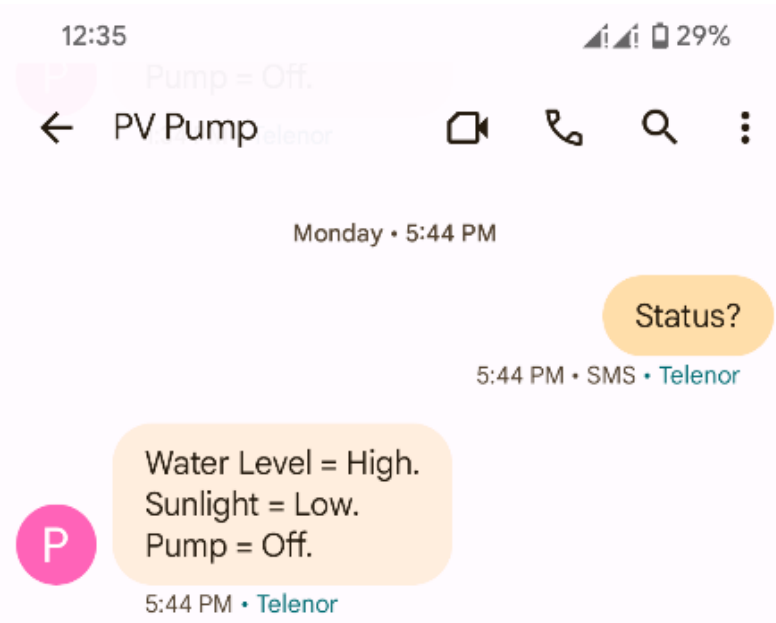 12:35
29%
Pump = Off.
PV Pump
elenor
Monday • 5:44 PM
Status?
5:44 PM • SMS • Telenor
Water Level = High.
Sunlight = Low.
Pump = Off.
P
5:44 PM • Telenor